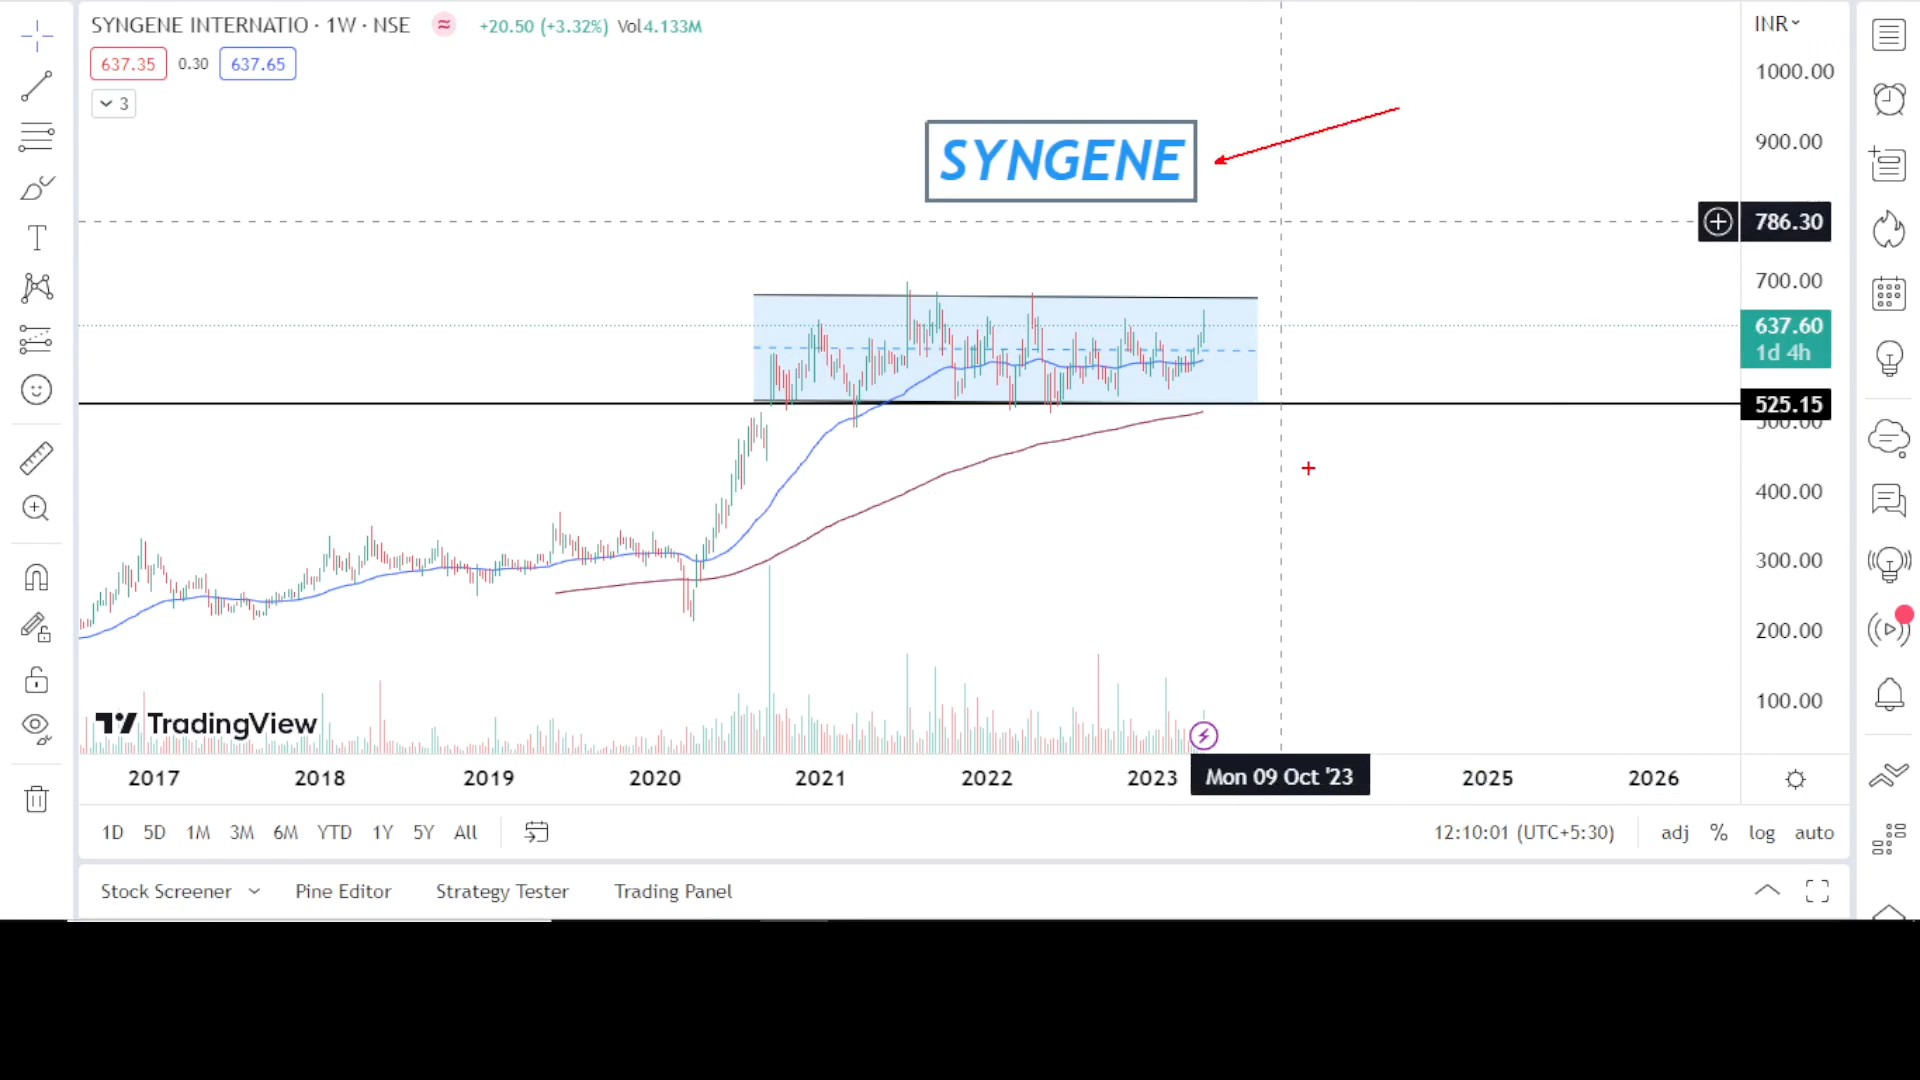 SYNGENE INTERNATIO · 1W · NSE ≈ +20.50 (+3.32%) Vol4.133M
637.35 0.30 637.65
3
SYNGENE
INR
1000.00
900.00
786.30
700.00
637.60
1d 4h
525.15
500.00
400.00
300.00
200.00
100.00
TradingView
2017 2018 2019 2020 2021 2022 2023 Mon 09 Oct '23 2025 2026
1D 5D 1M 3M 6M YTD 1Y 5Y All 12:10:01 (UTC+5:30) adj % log auto
Stock Screener Pine Editor Strategy Tester Trading Panel